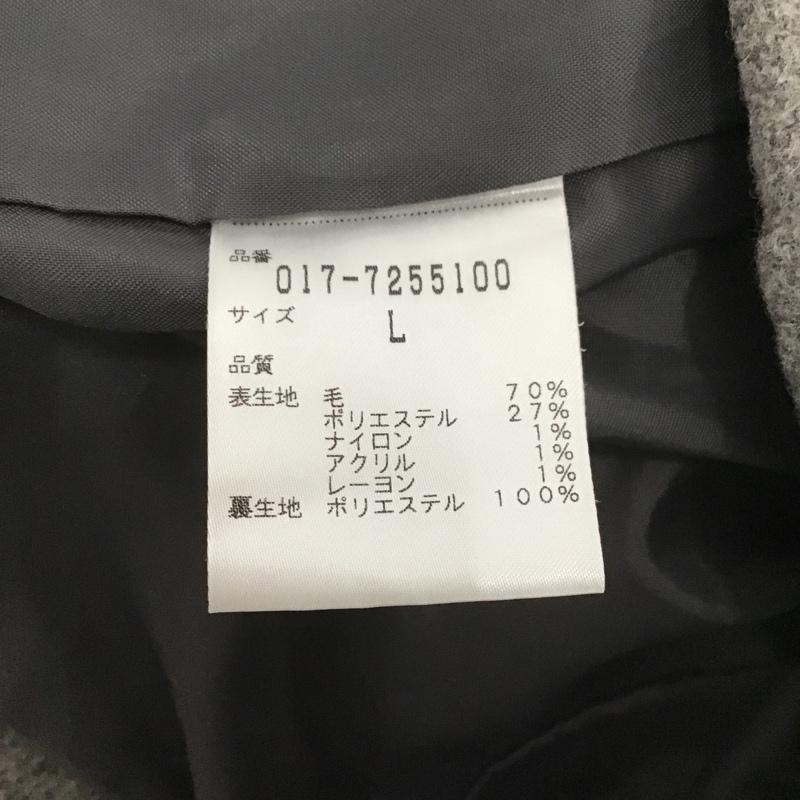 品番
017-7255100
サイズ L
品質
表生地 毛 70%
ポリエステル 27%
ナイロン 1%
アクリル 1%
レーヨン 1%
裏生地 ポリエステル 100%